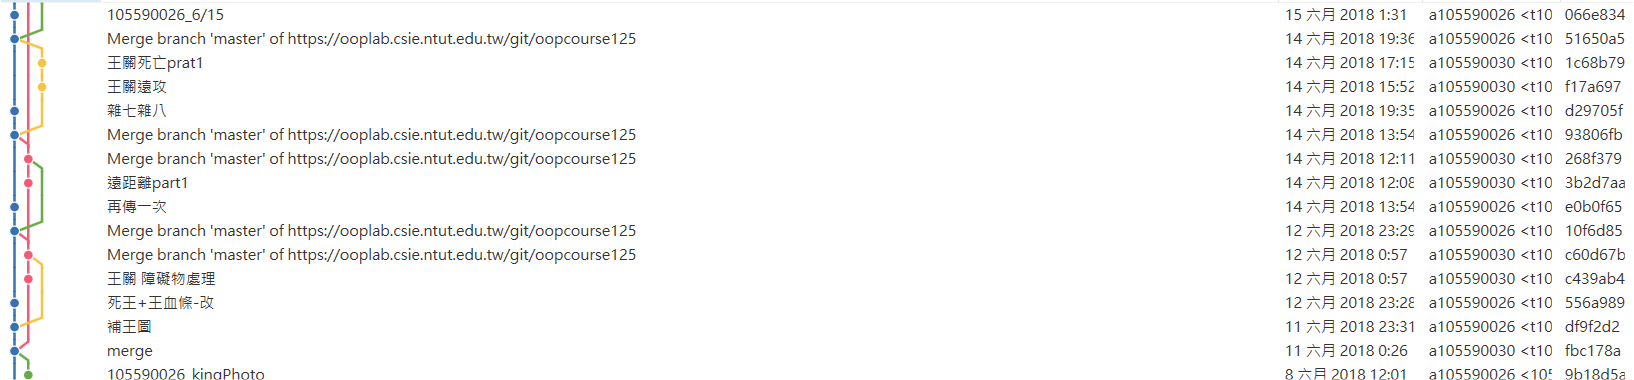 105590026_6/15 15 六月 2018 1:31 a105590026 <t10 066e834
Merge branch 'master' of https://ooplab.csie.ntut.edu.tw/git/oopcourse125 14 六月 2018 19:36 a105590026 <t10 51650a5
王關死亡prat1 14 六月 2018 17:15 a105590030 <t10 1c68b79
王關遠攻 14 六月 2018 15:52 a105590030 <t10 f17a697
雜七雜八 14 六月 2018 19:35 a105590026 <t10 d29705f
Merge branch 'master' of https://ooplab.csie.ntut.edu.tw/git/oopcourse125 14 六月 2018 13:54 a105590026 <t10 93806fb
Merge branch 'master' of https://ooplab.csie.ntut.edu.tw/git/oopcourse125 14 六月 2018 12:11 a105590030 <t10 268f379
遠距離part1 14 六月 2018 12:08 a105590030 <t10 3b2d7aa
再傳一次 14 六月 2018 13:54 a105590026 <t10 e0b0f65
Merge branch 'master' of https://ooplab.csie.ntut.edu.tw/git/oopcourse125 12 六月 2018 23:29 a105590026 <t10 10f6d85
Merge branch 'master' of https://ooplab.csie.ntut.edu.tw/git/oopcourse125 12 六月 2018 0:57 a105590030 <t10 c60d67b
王關 障礙物處理 12 六月 2018 0:57 a105590030 <t10 c439ab4
死王+王血條-改 12 六月 2018 23:28 a105590026 <t10 556a989
補王圖 11 六月 2018 23:31 a105590026 <t10 df9f2d2
merge 11 六月 2018 0:26 a105590030 <t10 fbc178a
105590026_kingPhoto 8 六月 2018 12:01 a105590026 <105 9b18d5a